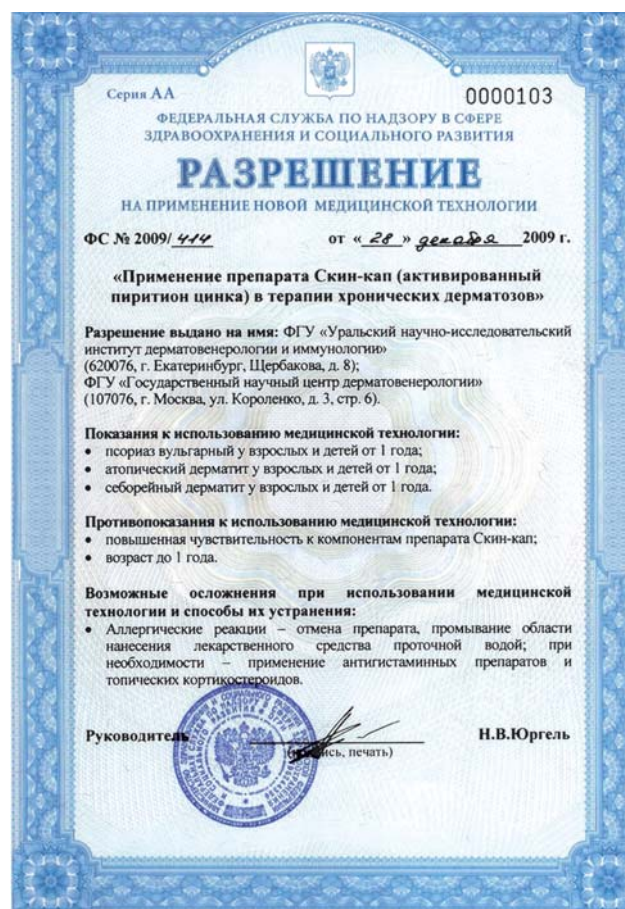 Серия АА 0000103
ФЕДЕРАЛЬНАЯ СЛУЖБА ПО НАДЗОРУ В СФЕРЕ
ЗДРАВООХРАНЕНИЯ И СОЦИАЛЬНОГО РАЗВИТИЯ
РАЗРЕШЕНИЕ
НА ПРИМЕНЕНИЕ НОВОЙ МЕДИЦИНСКОЙ ТЕХНОЛОГИИ
ФС № 2009/ 414 от « 28 » декабря 2009 г.
«Применение препарата Скин-кап (активированный
пиритион цинка) в терапии хронических дерматозов»
Разрешение выдано на имя: ФГУ «Уральский научно-исследовательский
институт дерматовенерологии и иммунологии»
(620076, г. Екатеринбург, Щербакова, д. 8);
ФГУ «Государственный научный центр дерматовенерологии»
(107076, г. Москва, ул. Короленко, д. 3, стр. 6).
Показания к использованию медицинской технологии:
• псориаз вульгарный у взрослых и детей от 1 года;
• атопический дерматит у взрослых и детей от 1 года;
• себорейный дерматит у взрослых и детей от 1 года.
Противопоказания к использованию медицинской технологии:
• повышенная чувствительность к компонентам препарата Скин-кап;
• возраст до 1 года.
Возможные осложнения при использовании медицинской
технологии и способы их устранения:
• Аллергические реакции – отмена препарата, промывание области
нанесения лекарственного средства проточной водой; при
необходимости – применение антигистаминных препаратов и
топических кортикостероидов.
Руководитель Н.В.Юргель
печать)